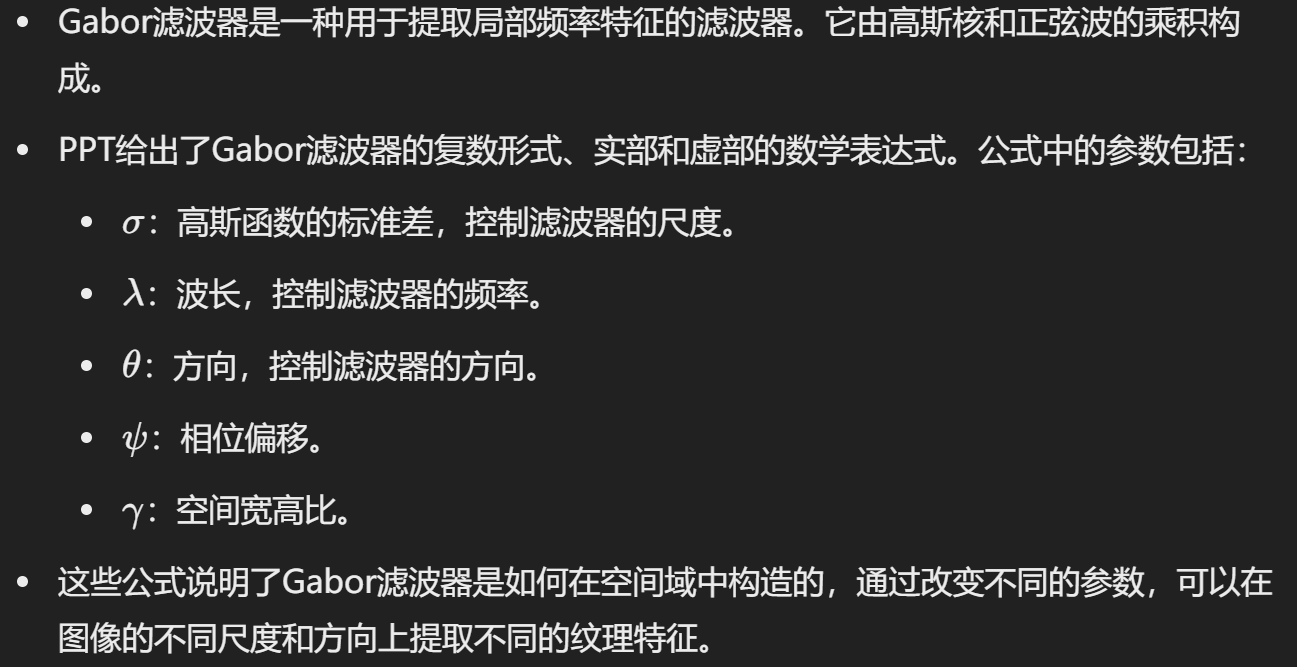 • Gabor滤波器是一种用于提取局部频率特征的滤波器。它由高斯核和正弦波的乘积构
成。
• PPT给出了Gabor滤波器的复数形式、实部和虚部的数学表达式。公式中的参数包括：
• σ：高斯函数的标准差，控制滤波器的尺度。
• λ：波长，控制滤波器的频率。
• θ：方向，控制滤波器的方向。
• ψ：相位偏移。
• γ：空间宽高比。
• 这些公式说明了Gabor滤波器是如何在空间域中构造的，通过改变不同的参数，可以在
图像的不同尺度和方向上提取不同的纹理特征。